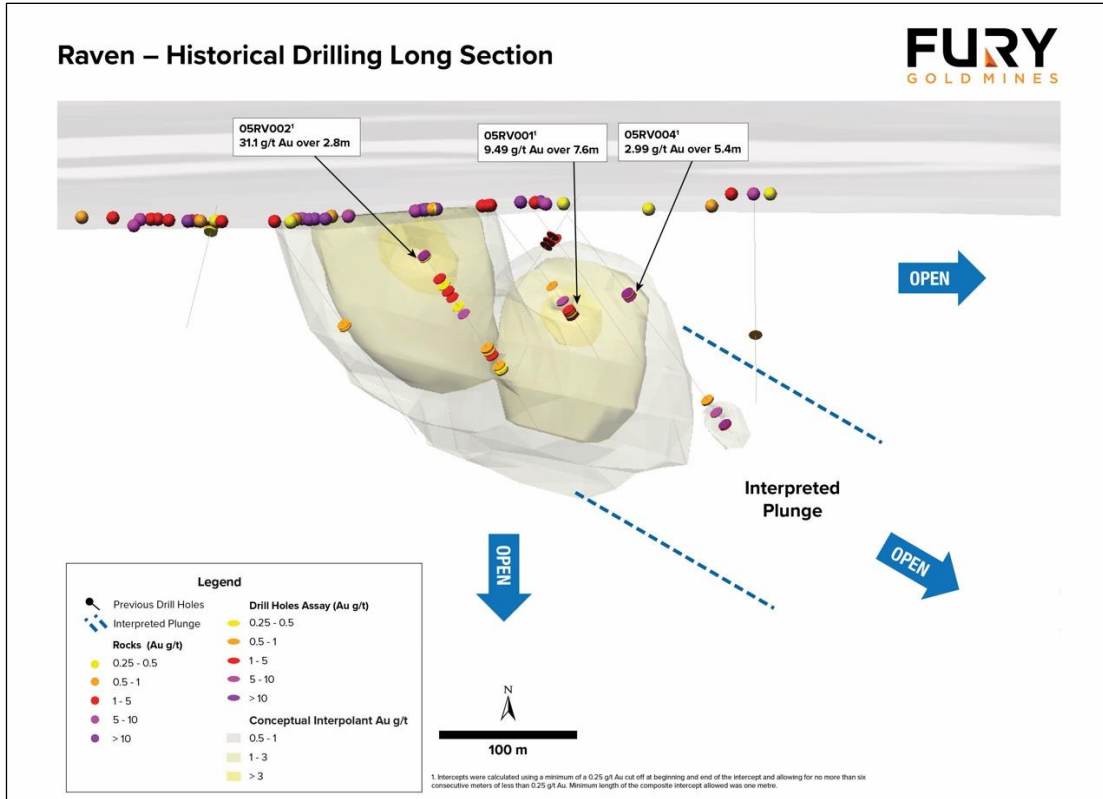 Raven – Historical Drilling Long Section
FURY
GOLD MINES
05RV002¹
31.1 g/t Au over 2.8m
05RV001¹
9.49 g/t Au over 7.6m
05RV004¹
2.99 g/t Au over 5.4m
OPEN
Interpreted
Plunge
OPEN
OPEN
Legend
Previous Drill Holes
Interpreted Plunge
Rocks (Au g/t)
0.25 - 0.5
0.5 - 1
1 - 5
5 - 10
> 10
Drill Holes Assay (Au g/t)
0.25 - 0.5
0.5 - 1
1 - 5
5 - 10
> 10
Conceptual Interpolant Au g/t
0.5 - 1
1 - 3
> 3
N
100 m
1. Intercepts were calculated using a minimum of a 0.25 g/t Au cut off at beginning and end of the intercept and allowing for no more than six
consecutive meters of less than 0.25 g/t Au. Minimum length of the composite intercept allowed was one metre.